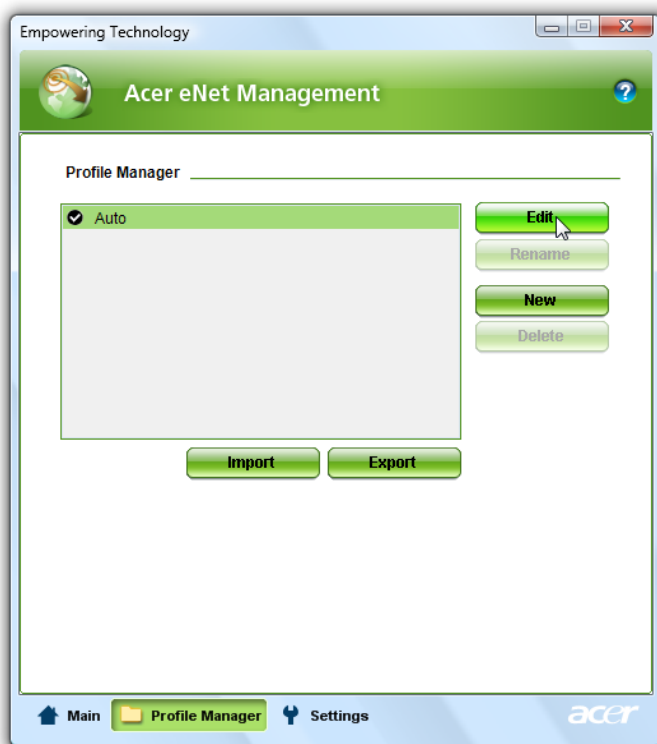 Empowering Technology
Acer eNet Management
?
Profile Manager
Auto
Edit
Rename
New
Delete
Import Export
Main Profile Manager Settings acer